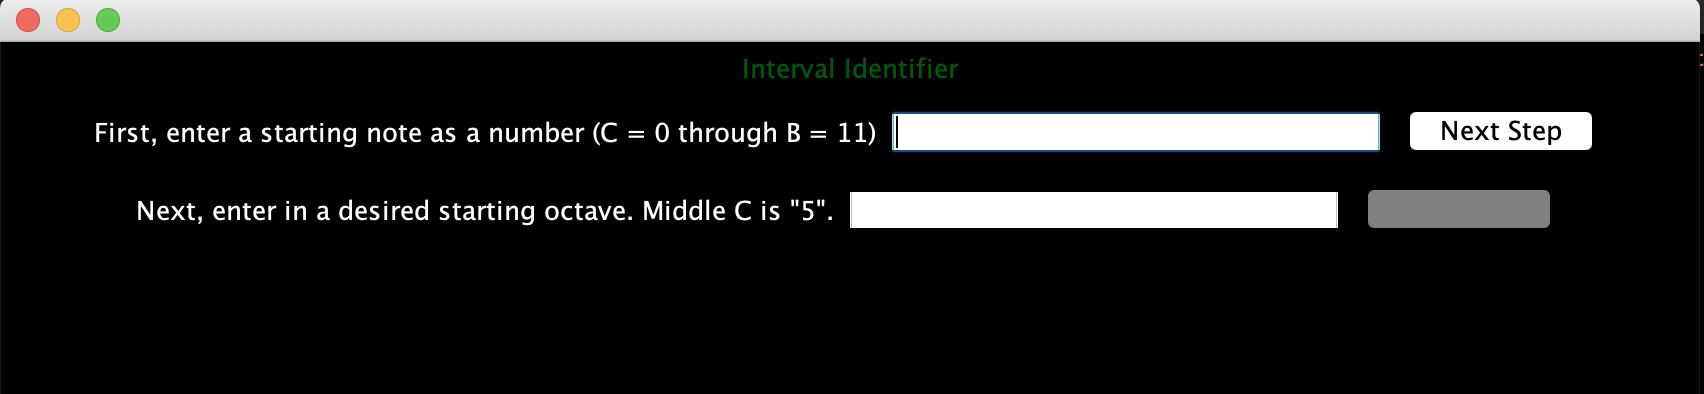 Interval Identifier
First, enter a starting note as a number (C = 0 through B = 11) Next Step
Next, enter in a desired starting octave. Middle C is "5".